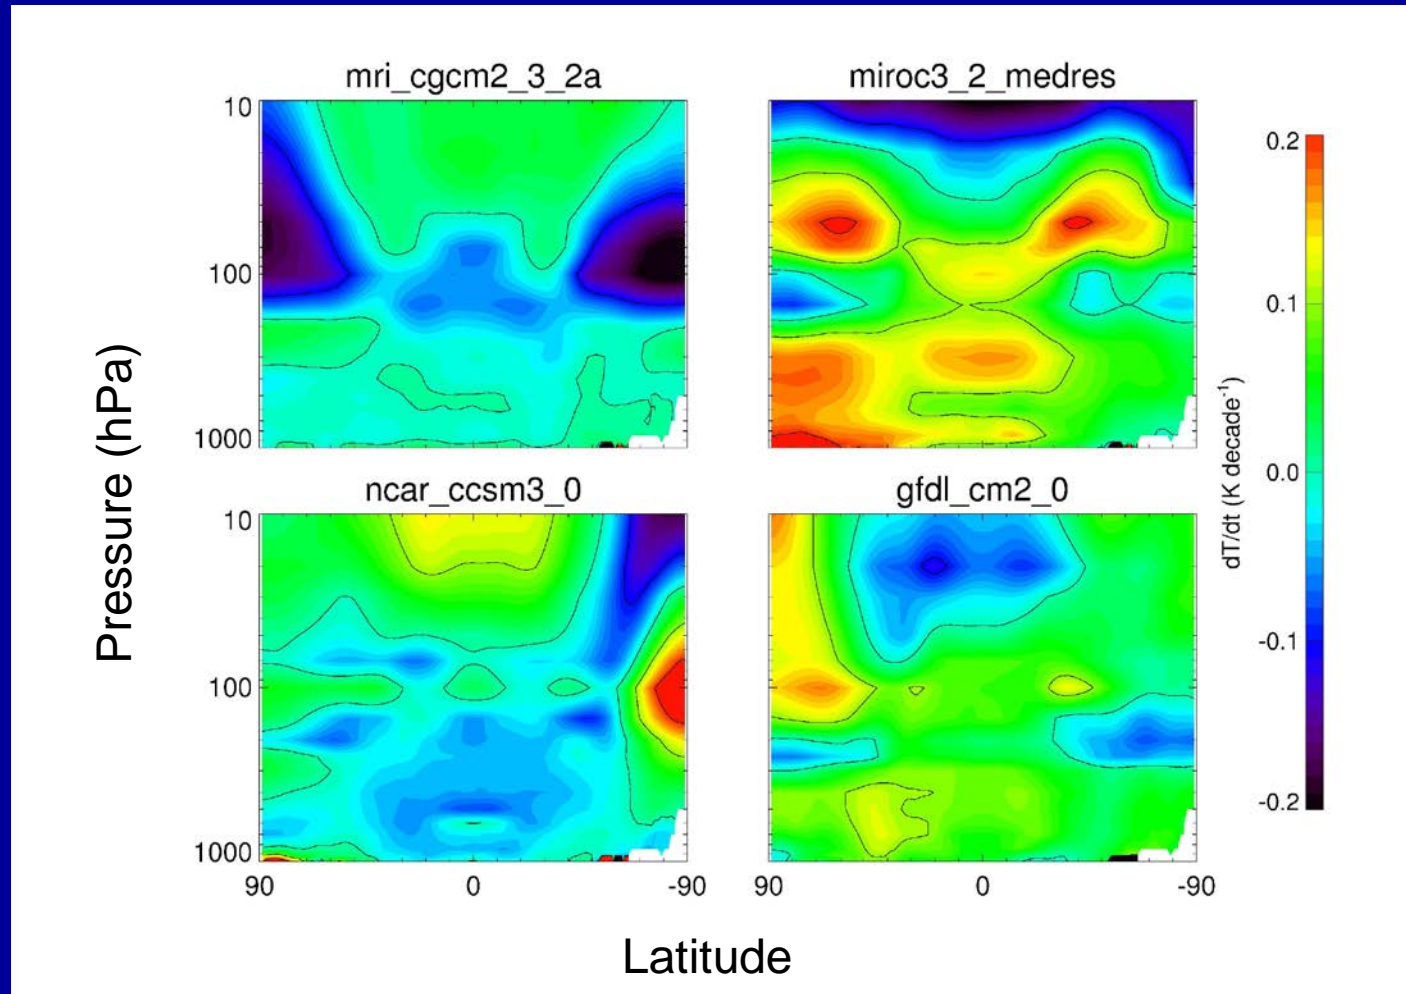 mri_cgcm2_3_2a
miroc3_2_medres
10
100
1000
0.2
0.1
0.0
-0.1
-0.2
dT/dt (K decade-1)
Pressure (hPa)
ncar_ccsm3_0
gfdl_cm2_0
10
100
1000
90 0 -90
90 0 -90
Latitude